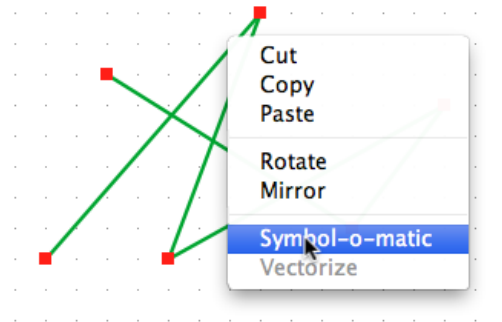 Cut
Copy
Paste
Rotate
Mirror
Symbol-o-matic
Vectorize